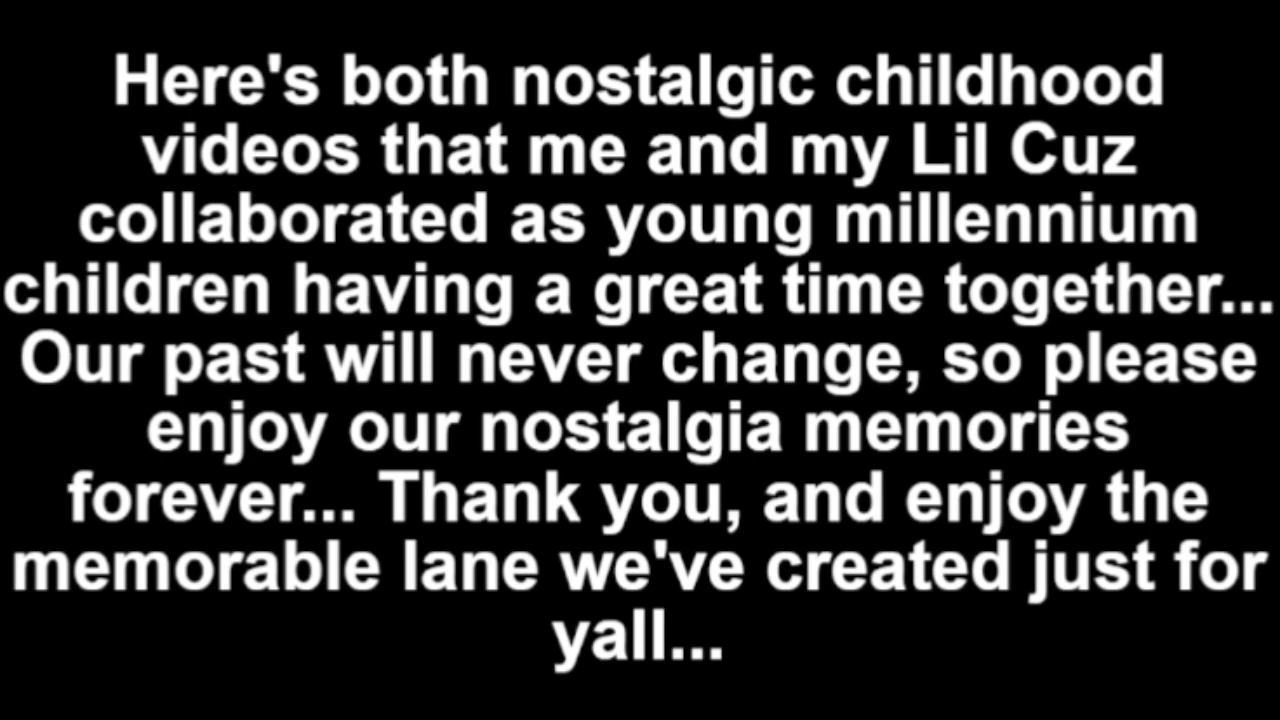 Here's both nostalgic childhood
videos that me and my Lil Cuz
collaborated as young millennium
children having a great time together...
Our past will never change, so please
enjoy our nostalgia memories
forever... Thank you, and enjoy the
memorable lane we've created just for
yall...